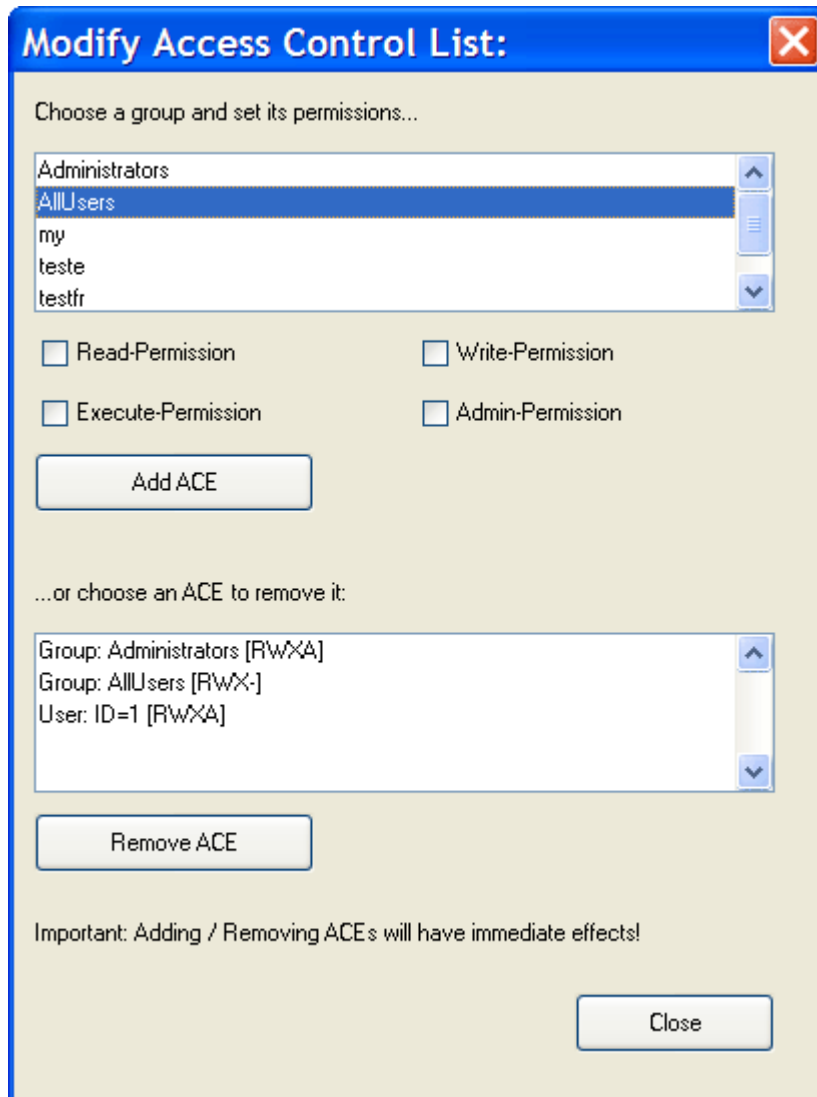 Modify Access Control List:
Choose a group and set its permissions...
Administrators
AllUsers
my
teste
testfr
Read-Permission Write-Permission
Execute-Permission Admin-Permission
Add ACE
...or choose an ACE to remove it:
Group: Administrators [RWXA]
Group: AllUsers [RWX-]
User: ID=1 [RWXA]
Remove ACE
Important: Adding / Removing ACEs will have immediate effects!
Close